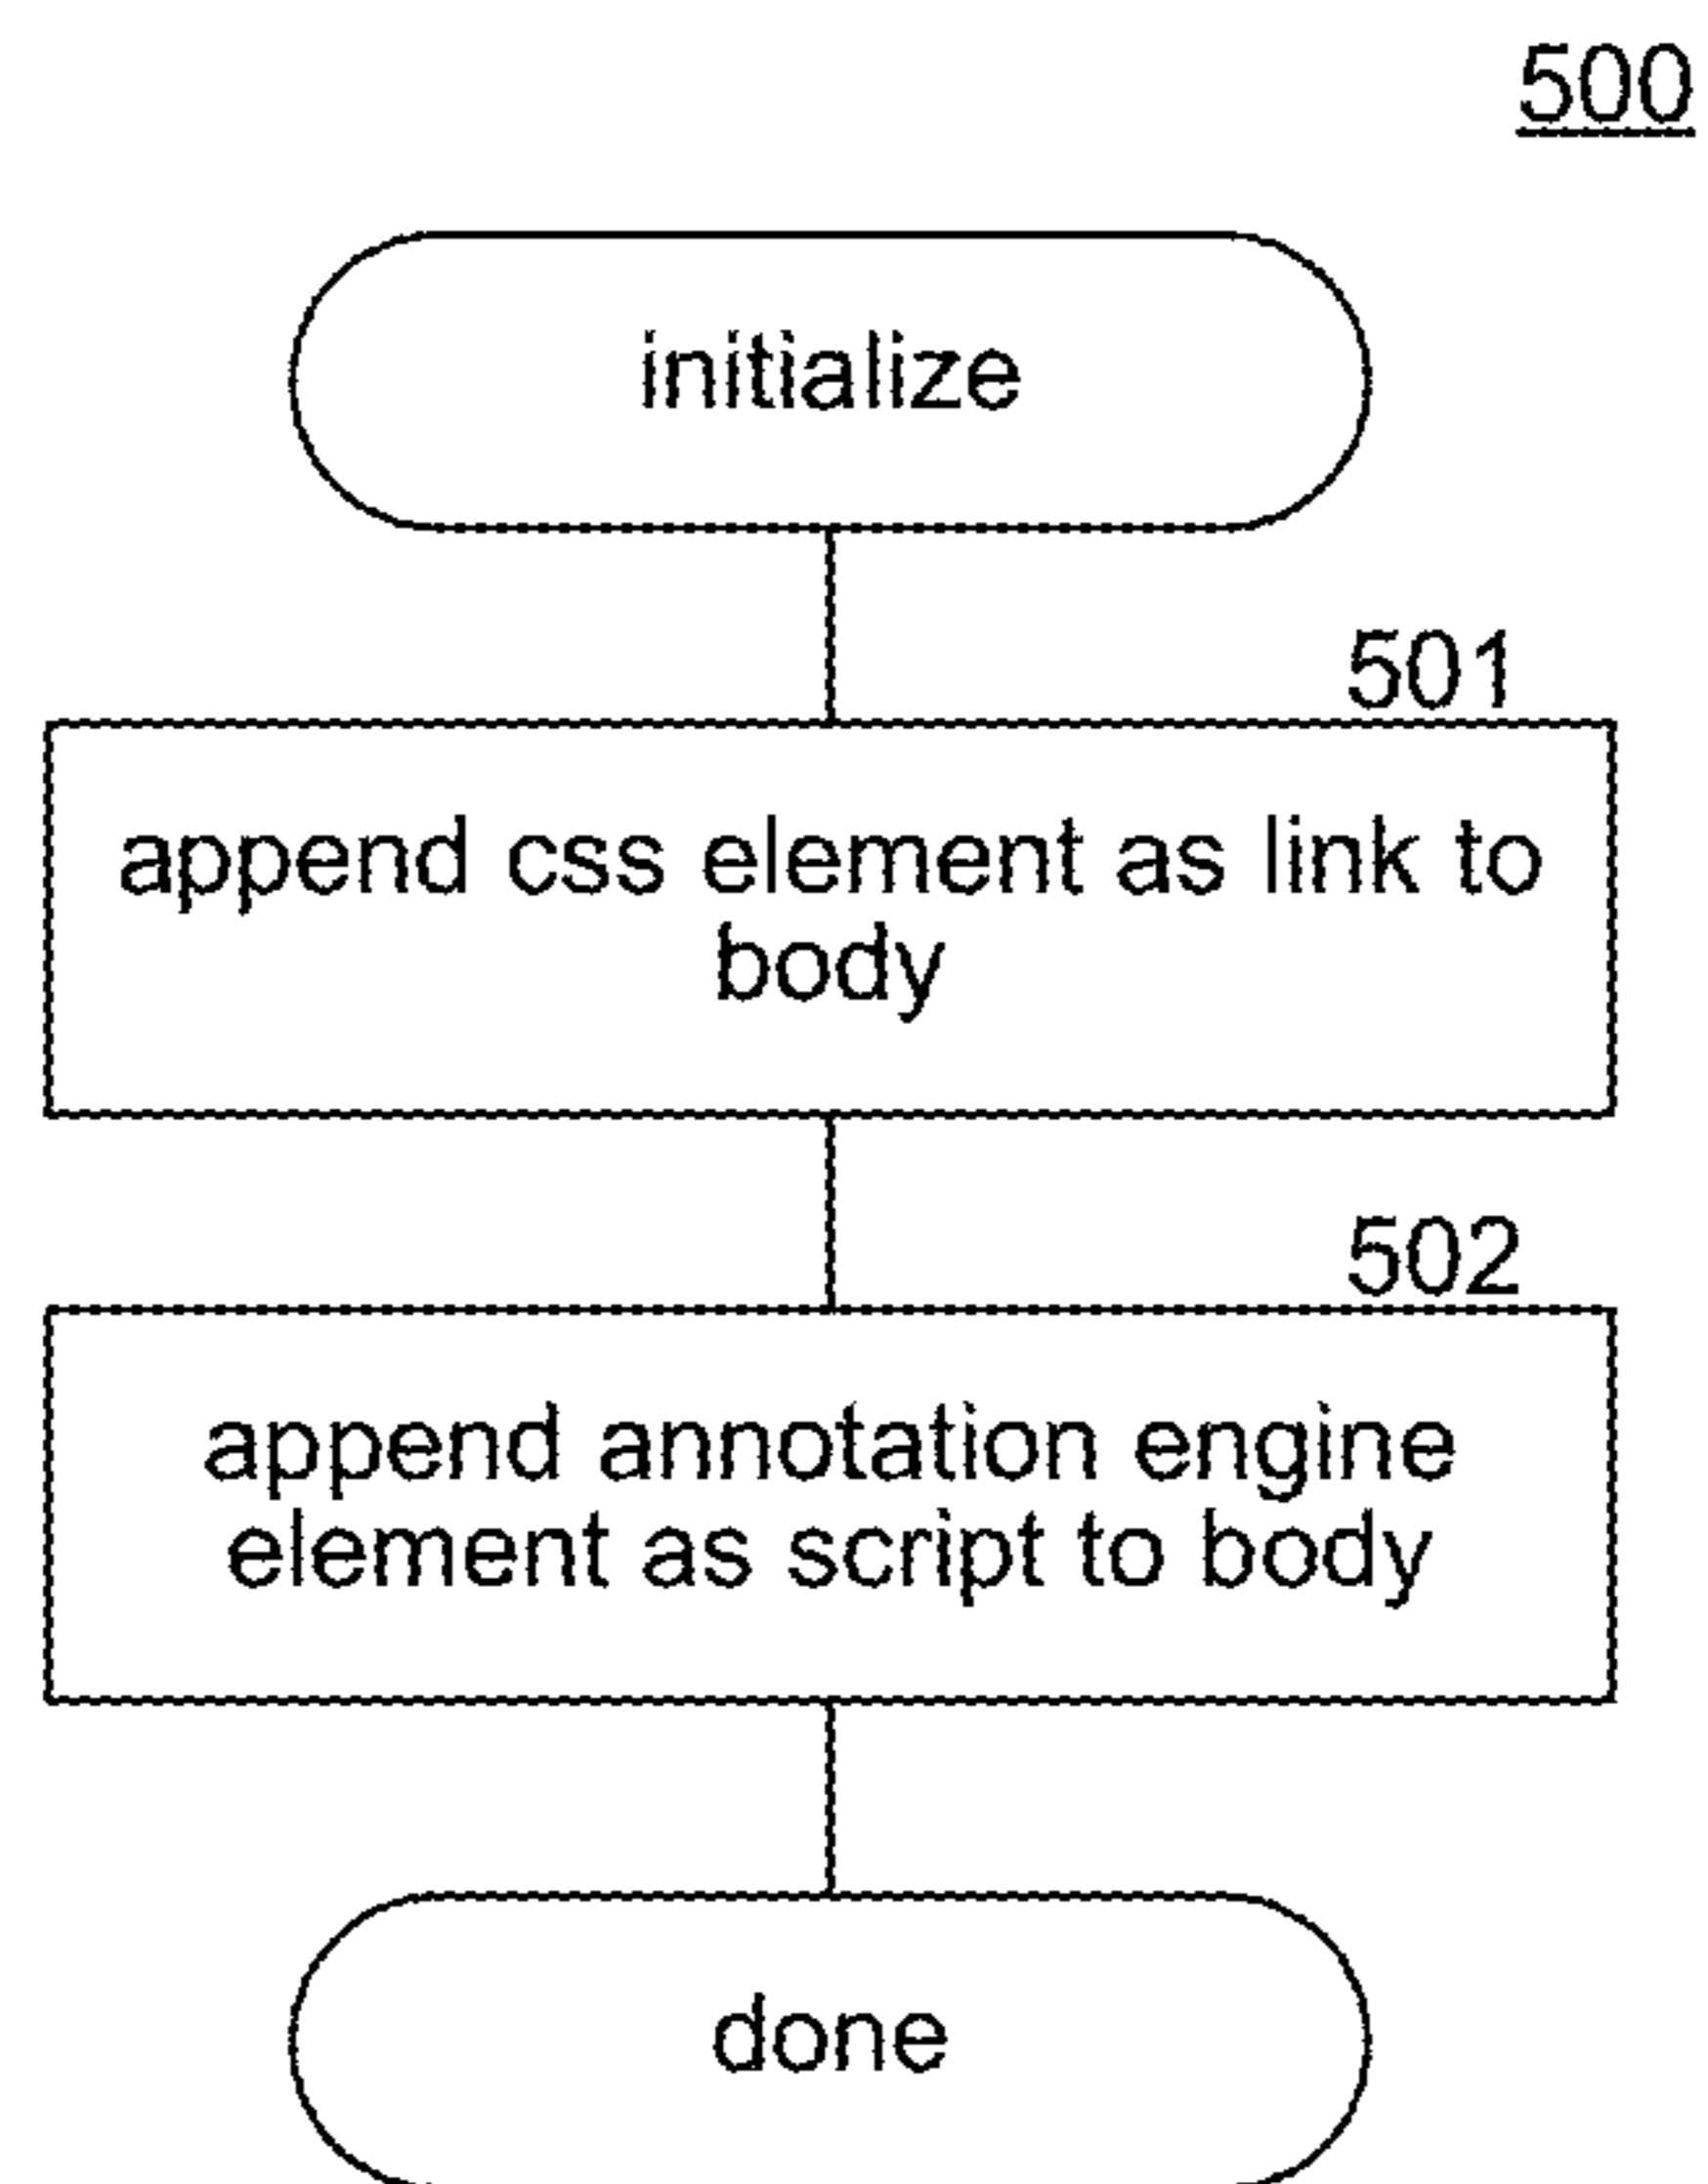 500
initialize
501
append css element as link to
body
502
append annotation engine
element as script to body
done